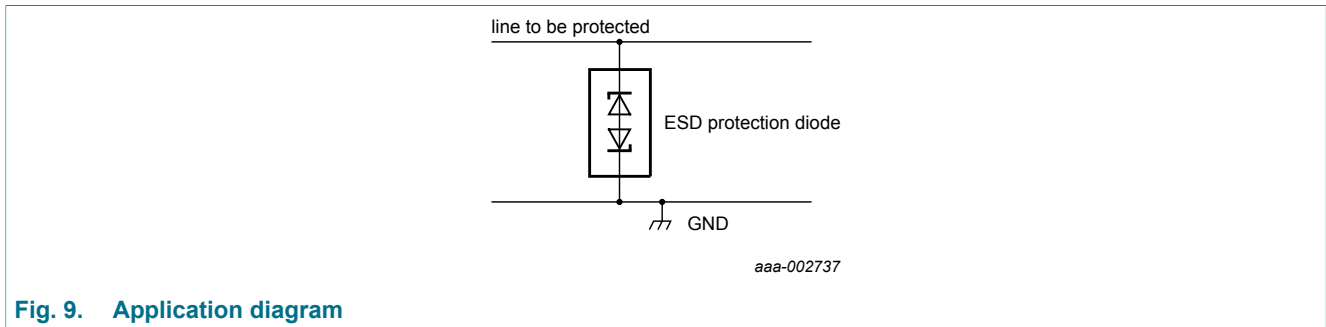 line to be protected
ESD protection diode
GND
aaa-002737
Fig. 9. Application diagram